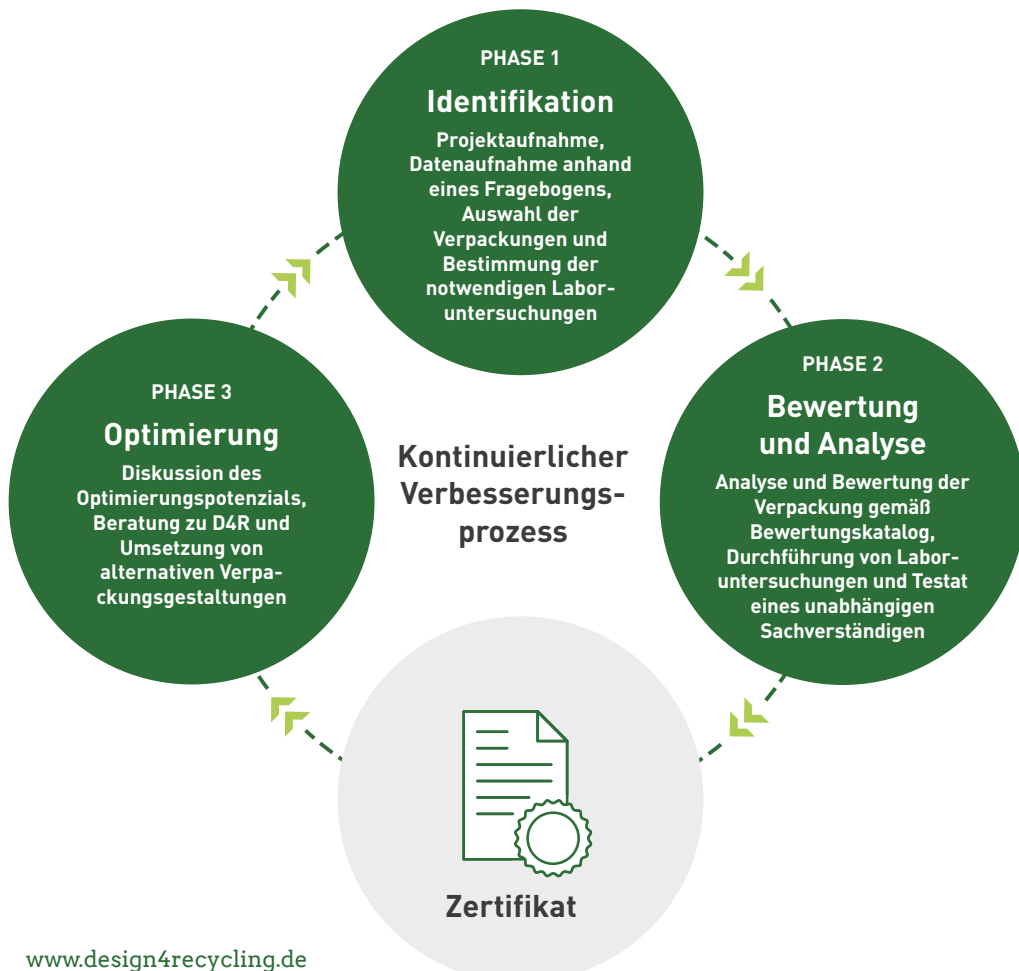 PHASE 1
Identifikation
Projektaufnahme,
Datenaufnahme anhand
eines Fragebogens,
Auswahl der
Verpackungen und
Bestimmung der
notwendigen Labor-
untersuchungen
PHASE 2
Bewertung
und Analyse
Analyse und Bewertung der
Verpackung gemäß
Bewertungskatalog,
Durchführung von Labor-
untersuchungen und Testat
eines unabhängigen
Sachverständigen
PHASE 3
Optimierung
Diskussion des
Optimierungspotenzials,
Beratung zu D4R und
Umsetzung von
alternativen Verpa-
ckungsgestaltungen
Kontinuierlicher
Verbesserungs-
prozess
Zertifikat
www.design4recycling.de